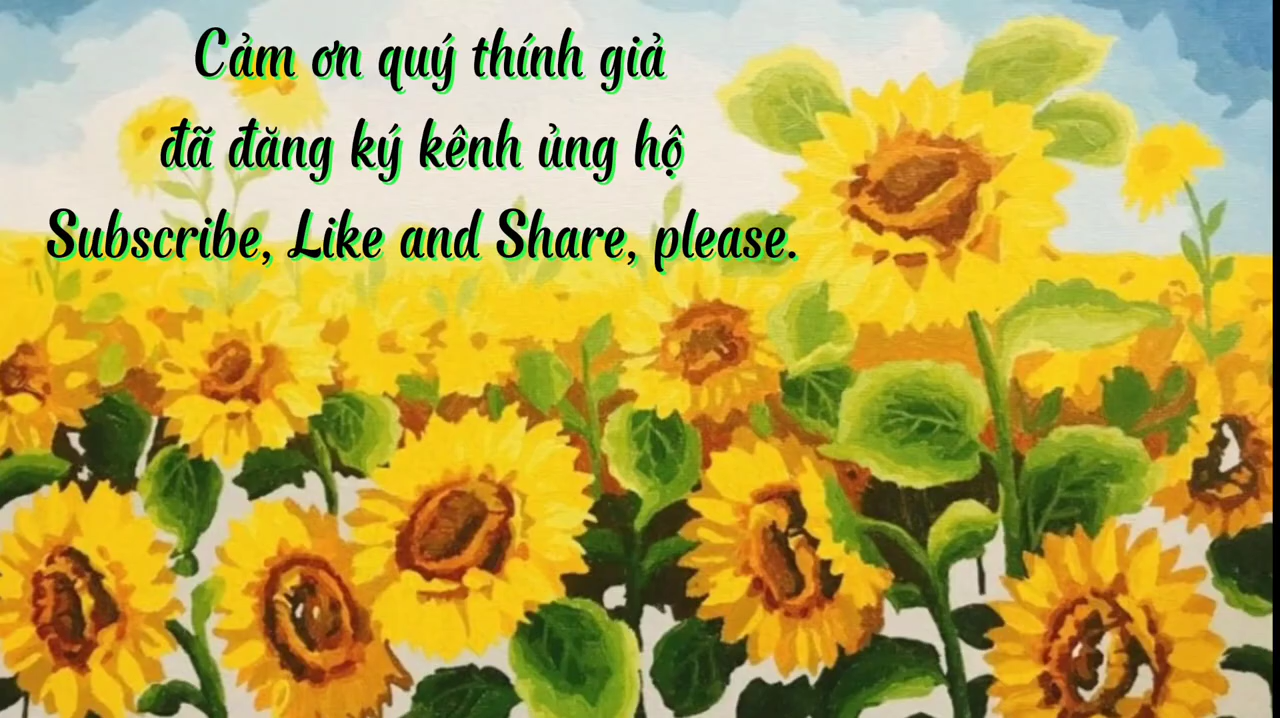 Cảm ơn quý thính giả
đã đăng ký kênh ủng hộ
Subscribe, Like and Share, please.